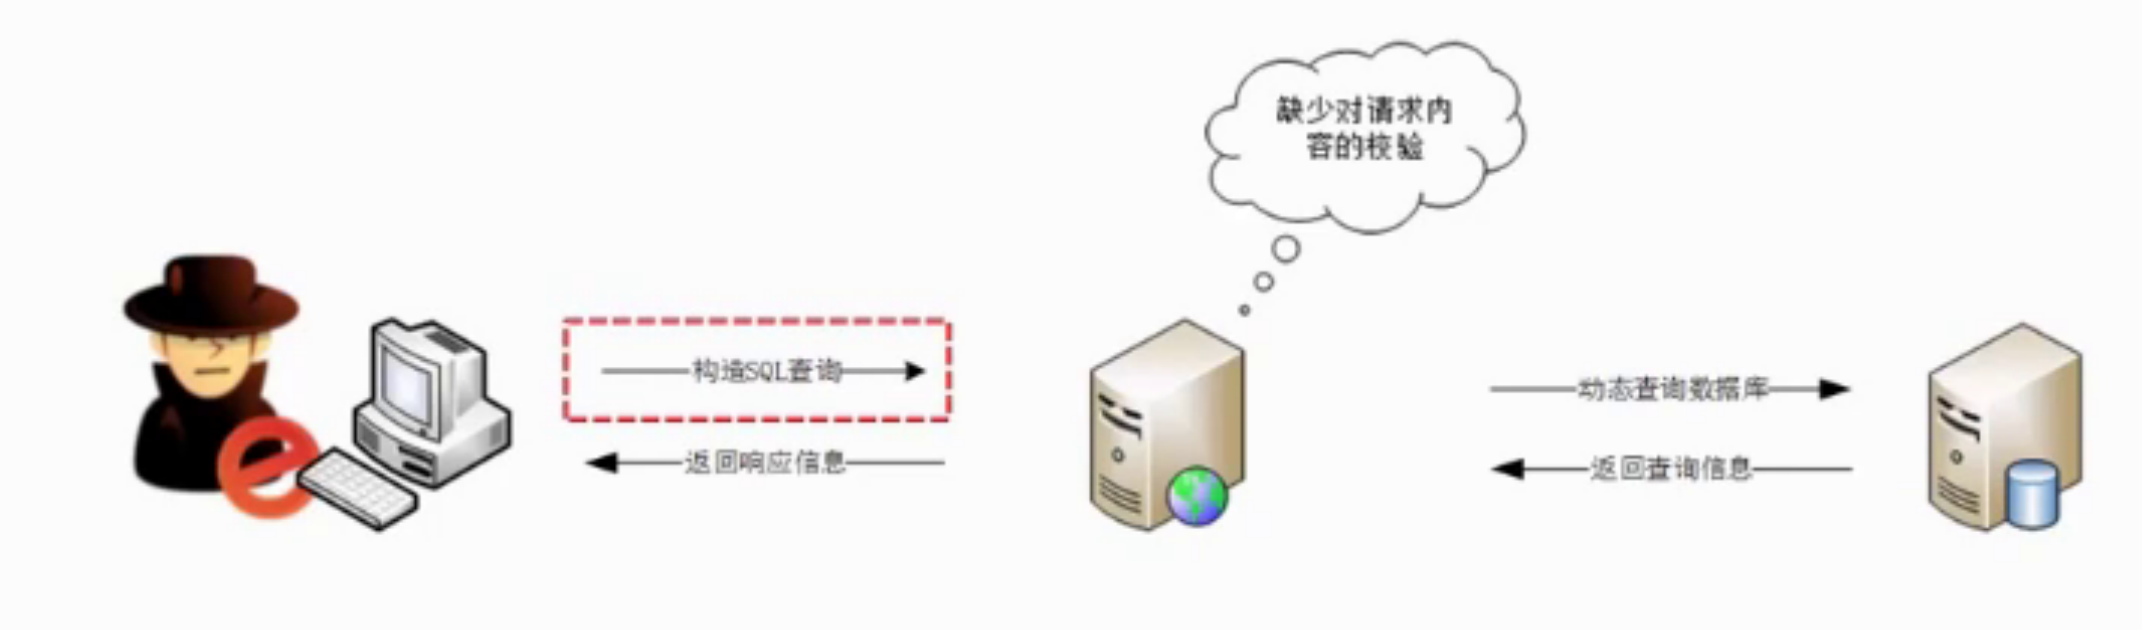 缺少对请求内
容的校验
构造SQL查询
返回响应信息
动态查询数据库
返回查询信息